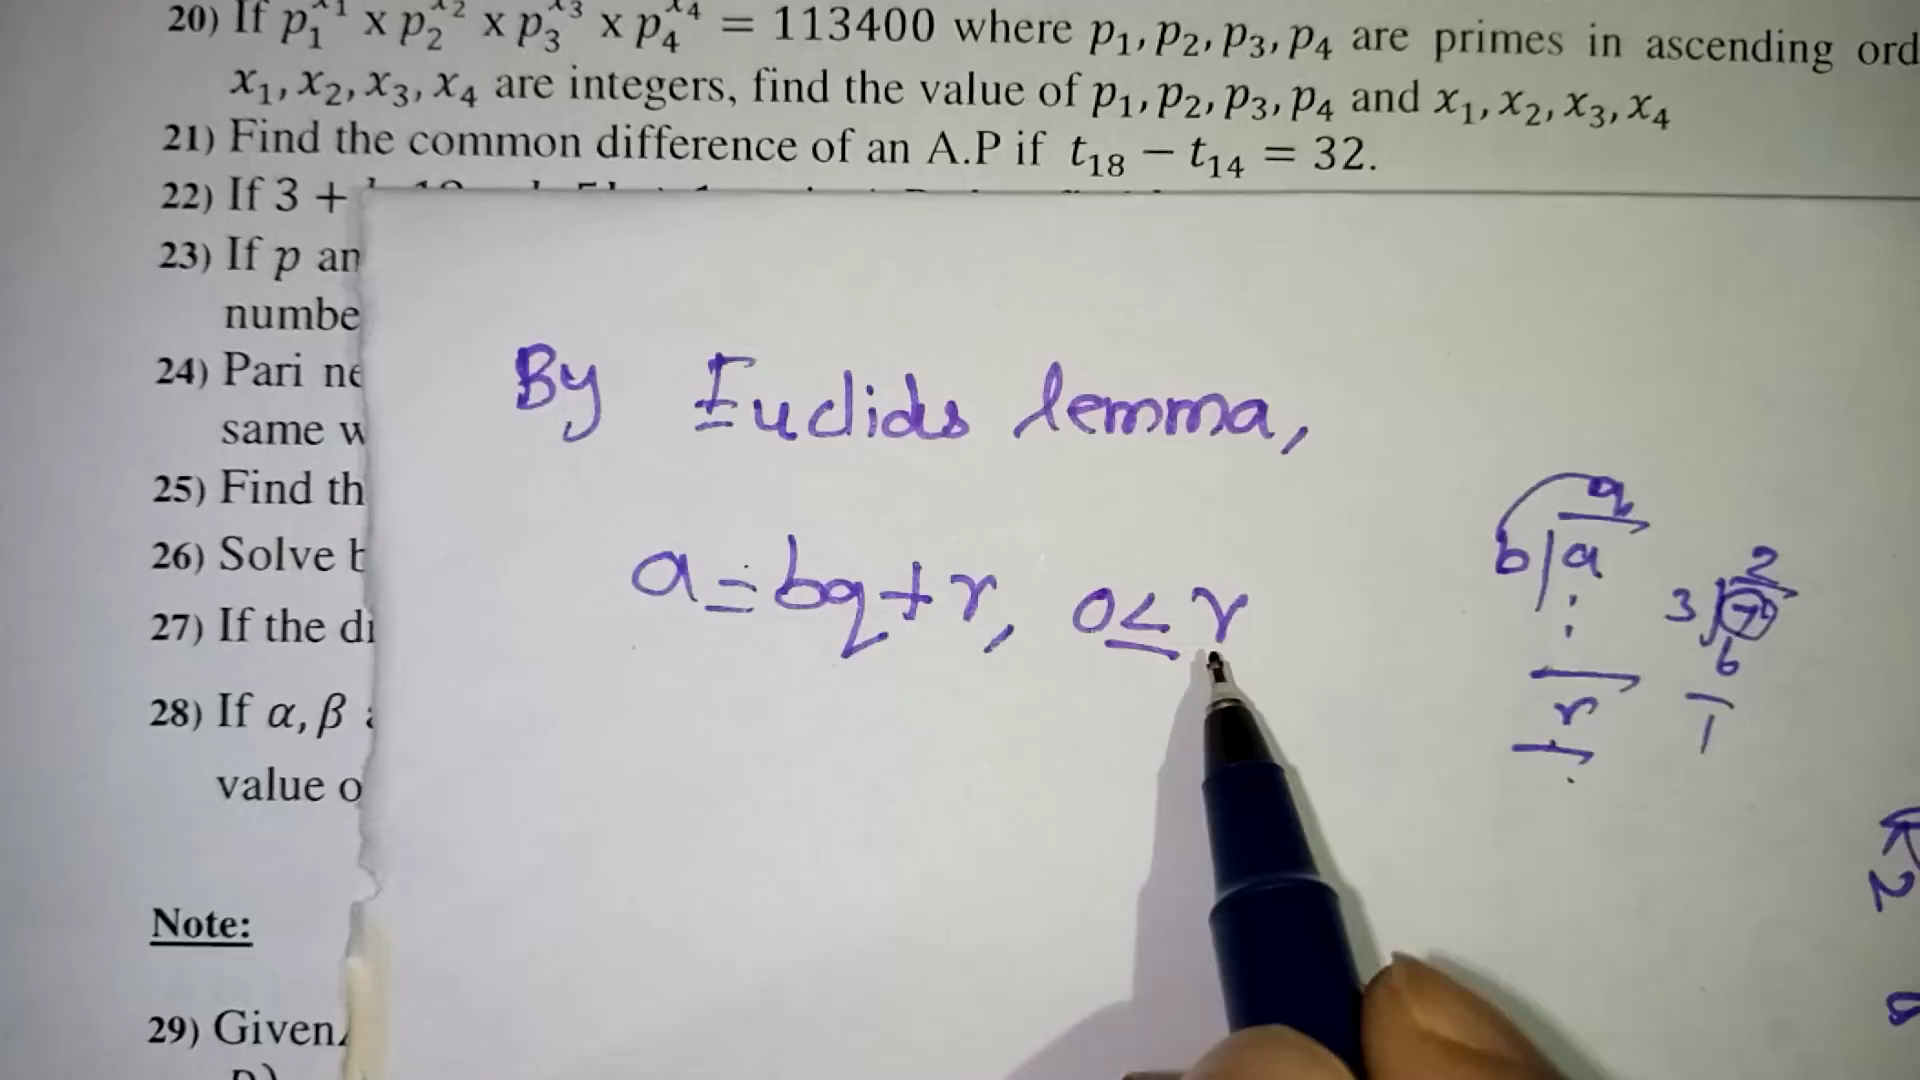 20) If p₁^x₁ x p₂^x₂ x p₃^x₃ x p₄^x₄ = 113400 where p₁, p₂, p₃, p₄ are primes in ascending ord
x₁, x₂, x₃, x₄ are integers, find the value of p₁, p₂, p₃, p₄ and x₁, x₂, x₃, x₄
21) Find the common difference of an A.P if t₁₈ − t₁₄ = 32.
22) If 3 +
23) If p an
numbe
24) Pari ne
same w
25) Find th
26) Solve b
27) If the di
28) If α, β
value o
Note:
29) Given
By Euclids lemma,
a = bq + r, 0 ≤ r
q
b a
r
2
3 7
6
1